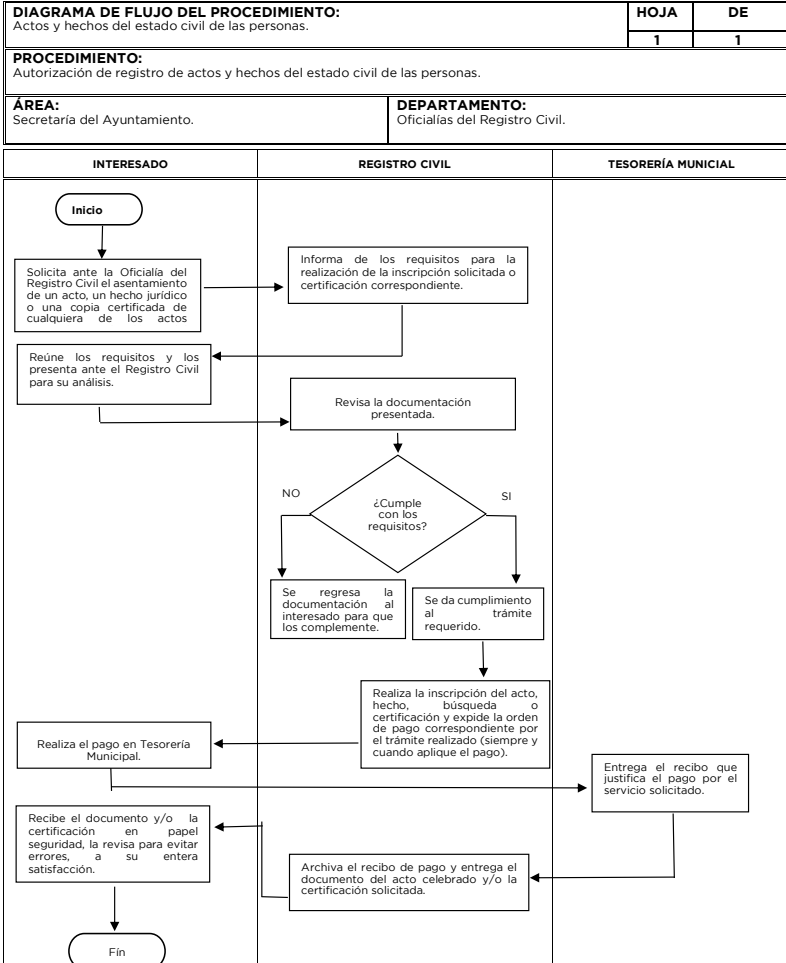 DIAGRAMA DE FLUJO DEL PROCEDIMIENTO:
Actos y hechos del estado civil de las personas.
HOJA
DE
1
1
PROCEDIMIENTO:
Autorización de registro de actos y hechos del estado civil de las personas.
ÁREA:
Secretaría del Ayuntamiento.
DEPARTAMENTO:
Oficialías del Registro Civil.
INTERESADO
REGISTRO CIVIL
TESORERÍA MUNICIAL
Inicio
Solicita ante la Oficialía del
Registro Civil el asentamiento
de un acto, un hecho jurídico
o una copia certificada de
cualquiera de los actos
Informa de los requisitos para la
realización de la inscripción solicitada o
certificación correspondiente.
Reúne los requisitos y los
presenta ante el Registro Civil
para su análisis.
Revisa la documentación
presentada.
NO
¿Cumple
con los
requisitos?
SI
Se regresa la
documentación al
interesado para que
los complemente.
Se da cumplimiento
al trámite
requerido.
Realiza la inscripción del acto,
hecho, búsqueda o
certificación y expide la orden
de pago correspondiente por
el trámite realizado (siempre y
cuando aplique el pago).
Realiza el pago en Tesorería
Municipal.
Entrega el recibo que
justifica el pago por el
servicio solicitado.
Recibe el documento y/o la
certificación en papel
seguridad, la revisa para evitar
errores, a su entera
satisfacción.
Archiva el recibo de pago y entrega el
documento del acto celebrado y/o la
certificación solicitada.
Fín